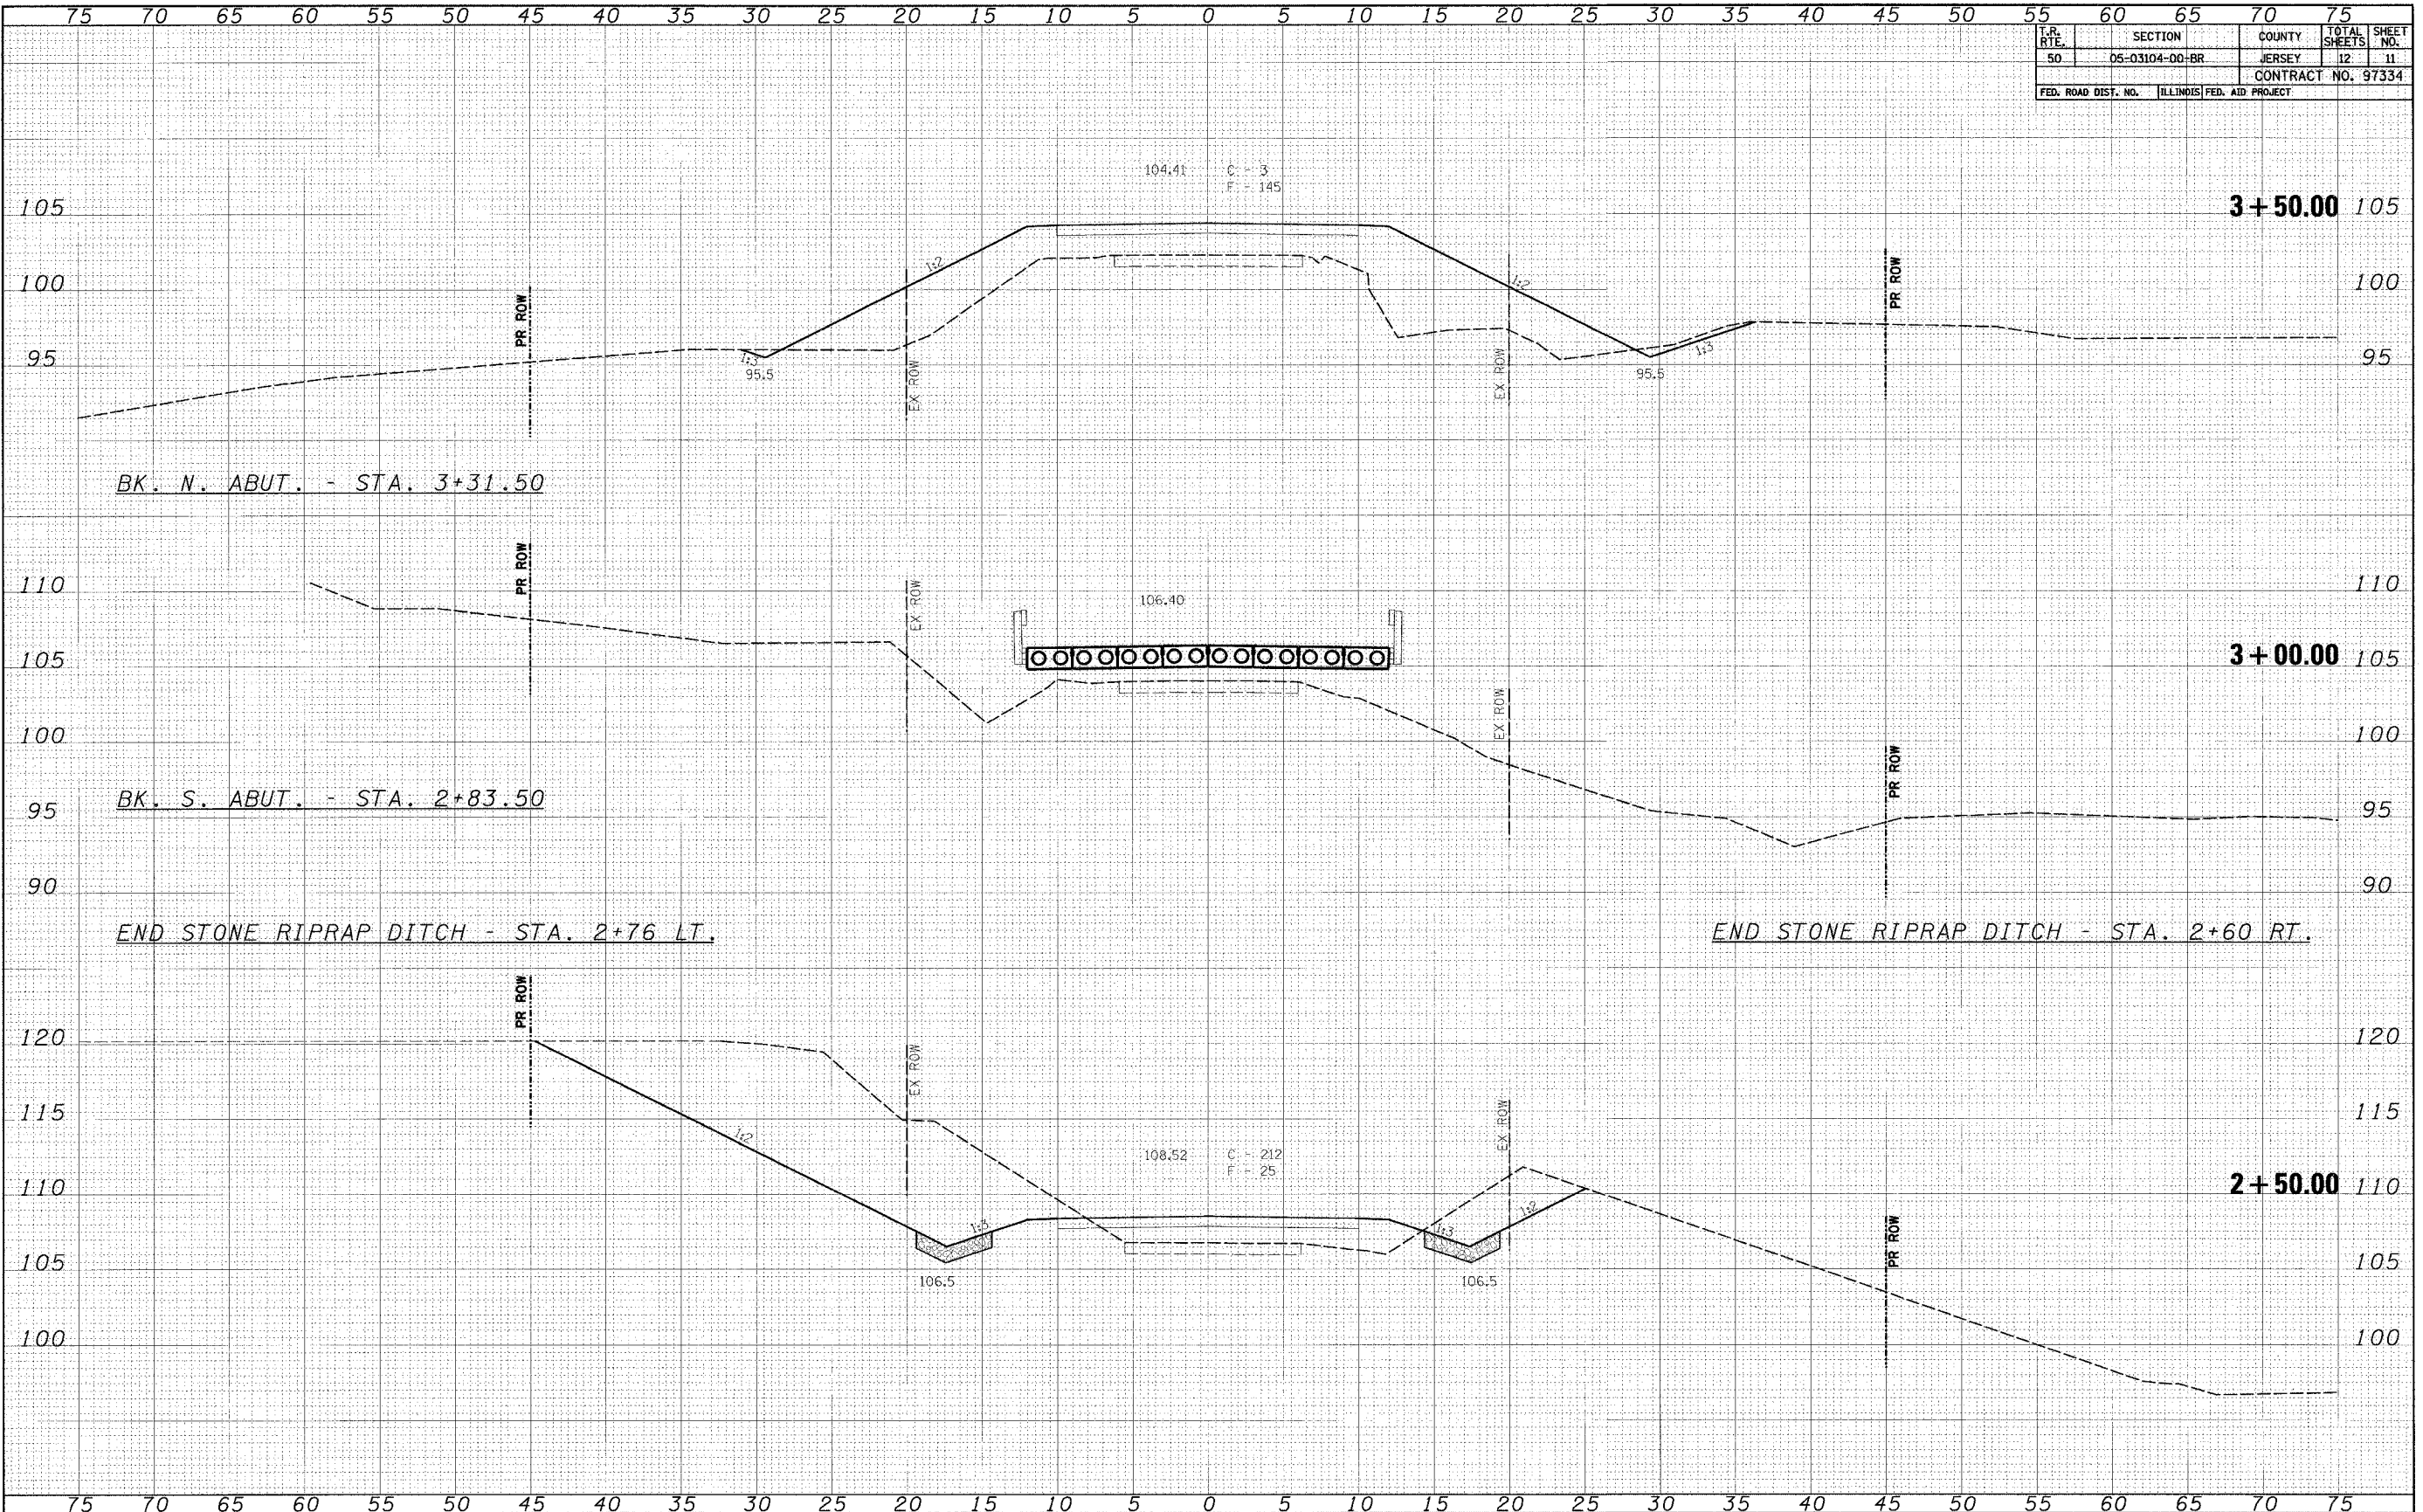 75 70 65 60 55 50 45 40 35 30 25 20 15 10 5 0 5 10 15 20 25 30 35 40 45 50 55 60 65 70 75
T.R. RTE. SECTION COUNTY TOTAL SHEETS SHEET NO.
50 05-03104-00-BR JERSEY 12 11
CONTRACT NO. 97334
FED. ROAD DIST. NO. ILLINOIS FED. AID PROJECT
104.41 C - 3
F - 145
105 3+50.00 105
1:2 1:2
100 PR ROW PR ROW 100
95 1:3 EX ROW EX ROW 1:3 95
95.5 95.5
BK. N. ABUT. - STA. 3+31.50
PR ROW
110 EX ROW 106.40 110
105 3+00.00 105
100 EX ROW 100
PR ROW
BK. S. ABUT. - STA. 2+83.50
95 95
90 90
END STONE RIPRAP DITCH - STA. 2+76 LT. END STONE RIPRAP DITCH - STA. 2+60 RT.
PR ROW
120 120
EX ROW
115 EX ROW 115
1:2
108.52 C - 212
F - 25
110 2+50.00 110
1:3 1:3 1:2
PR ROW
105 105
106.5 106.5
100 100
75 70 65 60 55 50 45 40 35 30 25 20 15 10 5 0 5 10 15 20 25 30 35 40 45 50 55 60 65 70 75